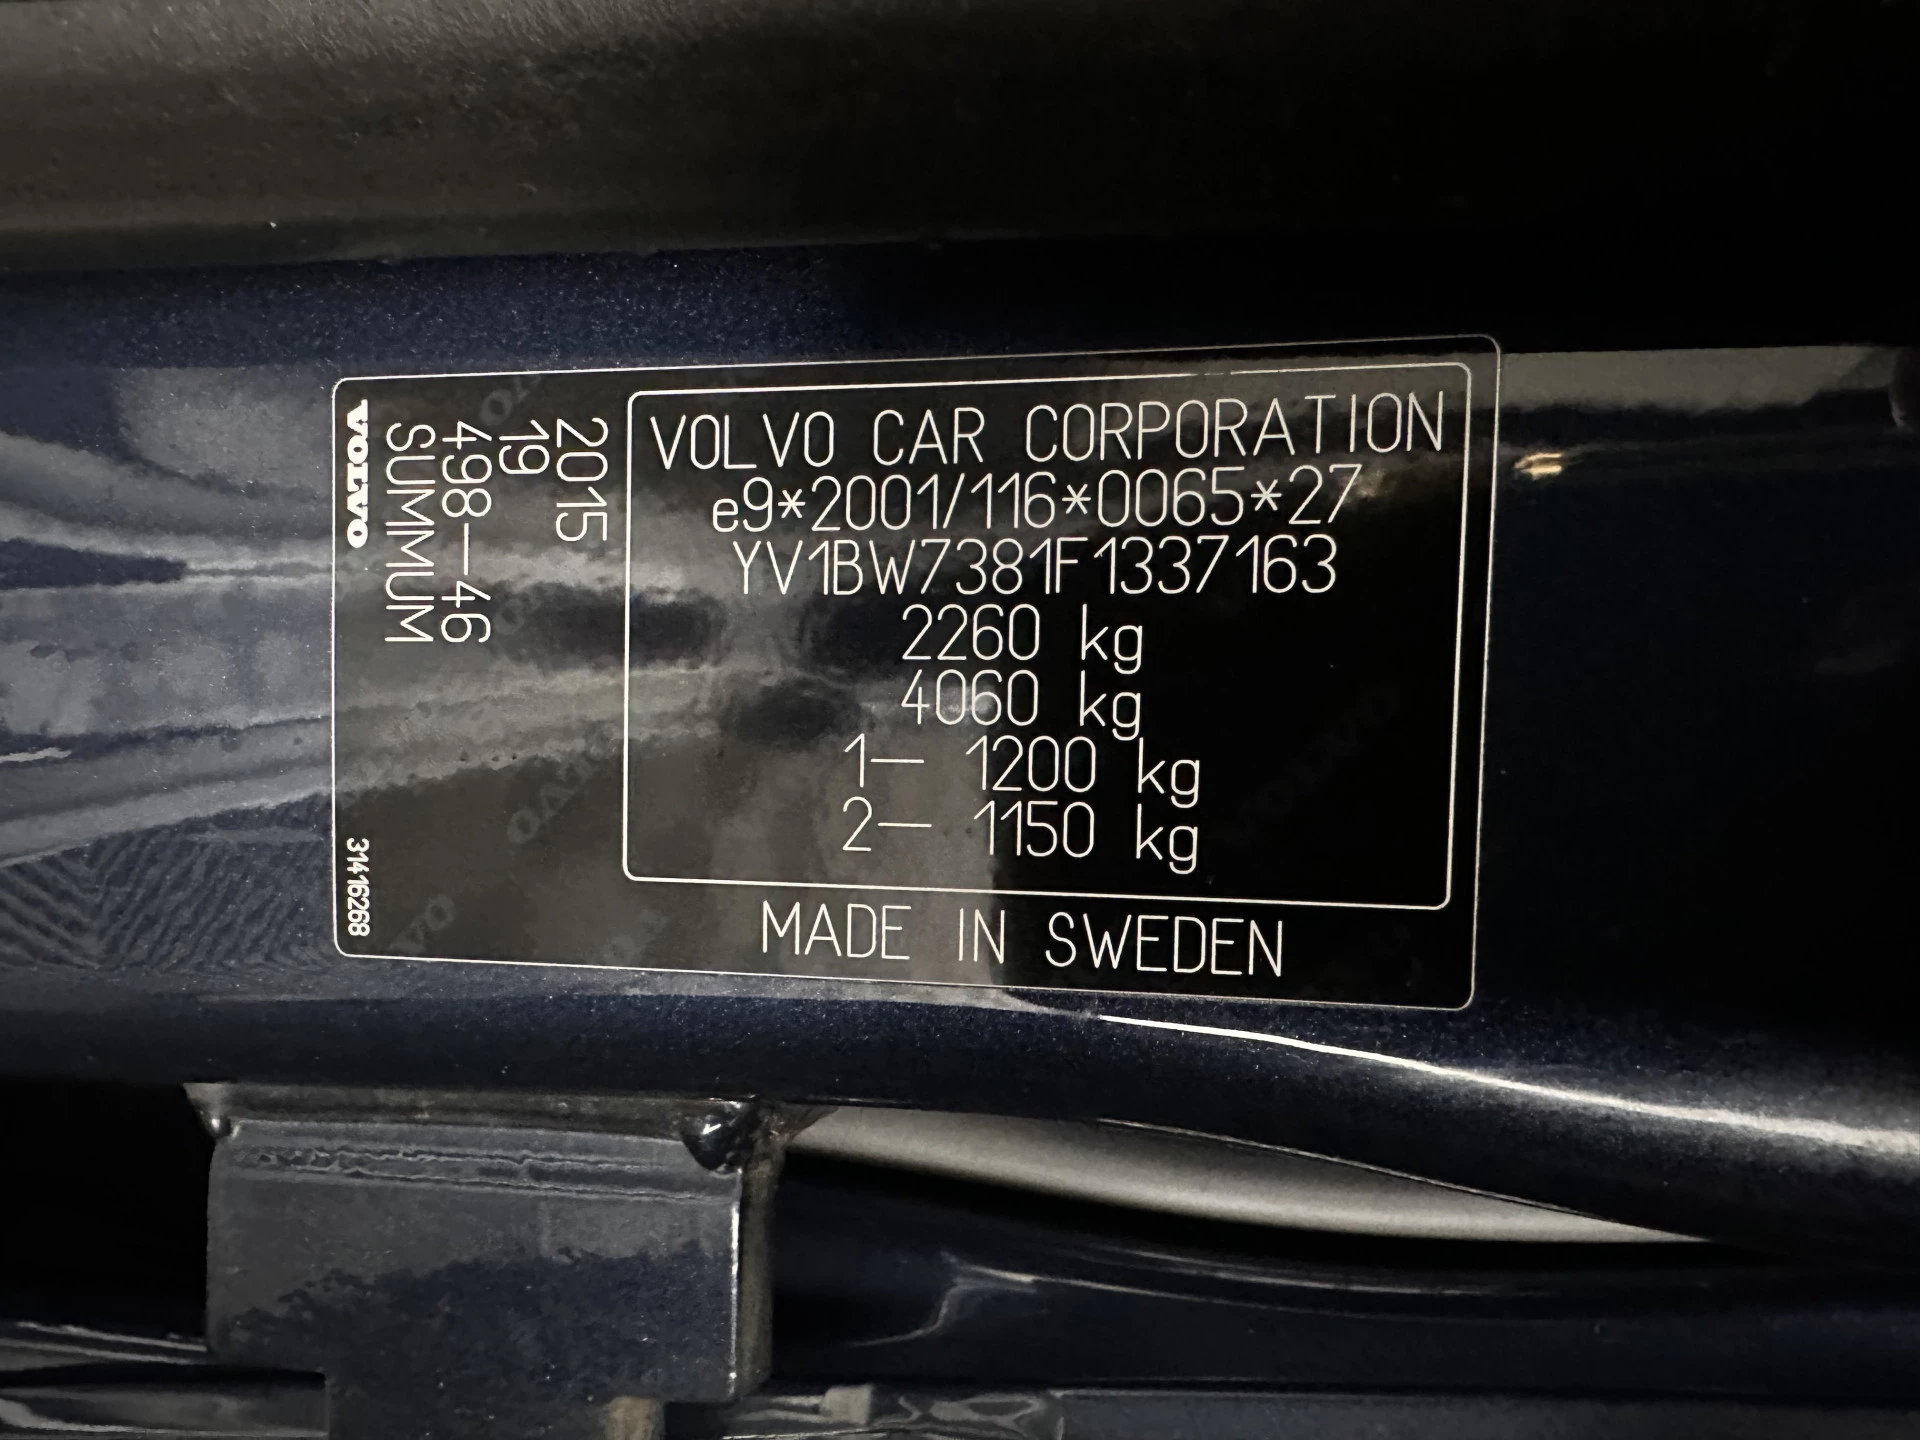 VOLVO CAR CORPORATION
e9*2001/116*0065*27
YV1BW7381F1337163
2260 kg
4060 kg
1— 1200 kg
2— 1150 kg
MADE IN SWEDEN
2015
19
498—46
SUMMUM
VOLVO
31416268